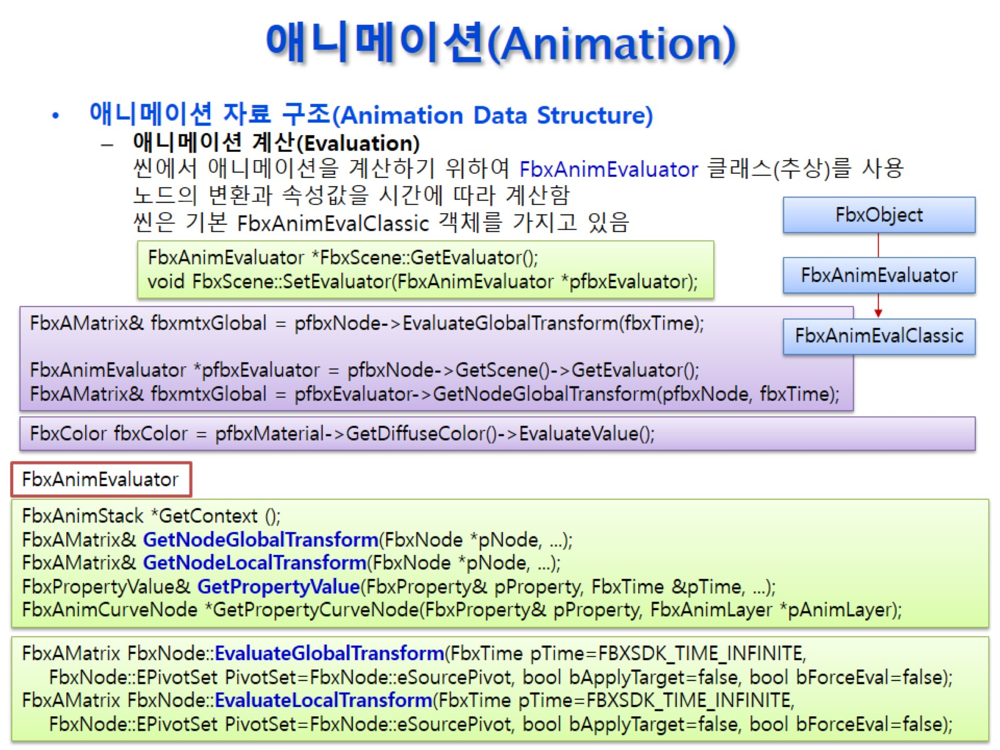 애니메이션(Animation)
• 애니메이션 자료 구조(Animation Data Structure)
– 애니메이션 계산(Evaluation)
씬에서 애니메이션을 계산하기 위하여 FbxAnimEvaluator 클래스(추상)를 사용
노드의 변환과 속성값을 시간에 따라 계산함
씬은 기본 FbxAnimEvalClassic 객체를 가지고 있음
FbxObject
FbxAnimEvaluator
FbxAnimEvalClassic
FbxAnimEvaluator *FbxScene::GetEvaluator();
void FbxScene::SetEvaluator(FbxAnimEvaluator *pfbxEvaluator);
FbxAMatrix& fbxmtxGlobal = pfbxNode->EvaluateGlobalTransform(fbxTime);
FbxAnimEvaluator *pfbxEvaluator = pfbxNode->GetScene()->GetEvaluator();
FbxAMatrix& fbxmtxGlobal = pfbxEvaluator->GetNodeGlobalTransform(pfbxNode, fbxTime);
FbxColor fbxColor = pfbxMaterial->GetDiffuseColor()->EvaluateValue();
FbxAnimEvaluator
FbxAnimStack *GetContext ();
FbxAMatrix& GetNodeGlobalTransform(FbxNode *pNode, ...);
FbxAMatrix& GetNodeLocalTransform(FbxNode *pNode, ...);
FbxPropertyValue& GetPropertyValue(FbxProperty& pProperty, FbxTime &pTime, ...);
FbxAnimCurveNode *GetPropertyCurveNode(FbxProperty& pProperty, FbxAnimLayer *pAnimLayer);
FbxAMatrix FbxNode::EvaluateGlobalTransform(FbxTime pTime=FBXSDK_TIME_INFINITE,
FbxNode::EPivotSet PivotSet=FbxNode::eSourcePivot, bool bApplyTarget=false, bool bForceEval=false);
FbxAMatrix FbxNode::EvaluateLocalTransform(FbxTime pTime=FBXSDK_TIME_INFINITE,
FbxNode::EPivotSet PivotSet=FbxNode::eSourcePivot, bool bApplyTarget=false, bool bForceEval=false);